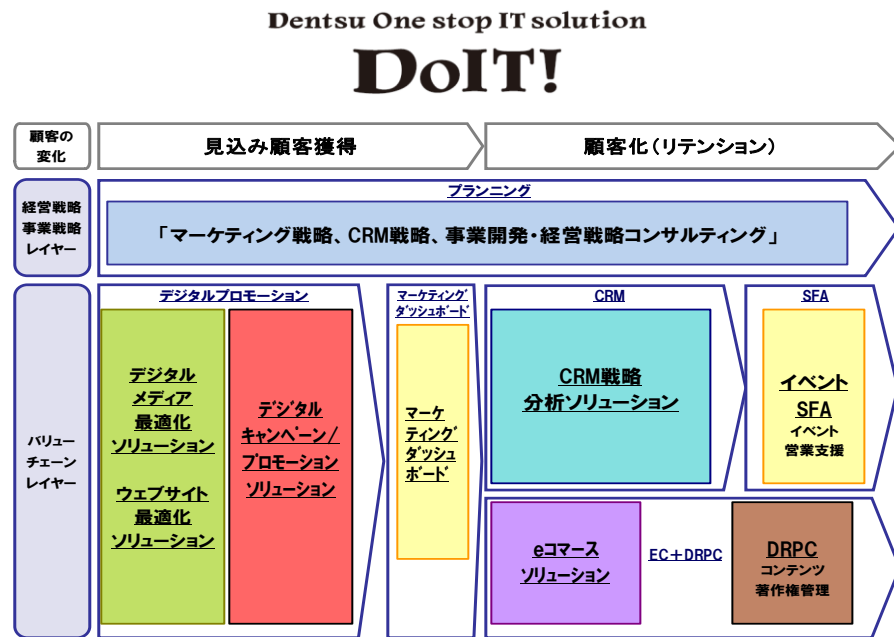 Dentsu One stop IT solution
DoIT!
顧客の
変化
見込み顧客獲得
顧客化(リテンション)
経営戦略
事業戦略
レイヤー
プランニング
「マーケティング戦略、CRM戦略、事業開発・経営戦略コンサルティング」
バリュー
チェーン
レイヤー
デジタルプロモーション
デジタル
メディア
最適化
ソリューション
ウェブサイト
最適化
ソリューション
デジタル
キャンペーン/
プロモーション
ソリューション
マーケティング
ダッシュボード
マーケ
ティング
ダッシュ
ボード
CRM
CRM戦略
分析ソリューション
SFA
イベント
SFA
イベント
営業支援
eコマース
ソリューション
EC+DRPC
DRPC
コンテンツ
著作権管理